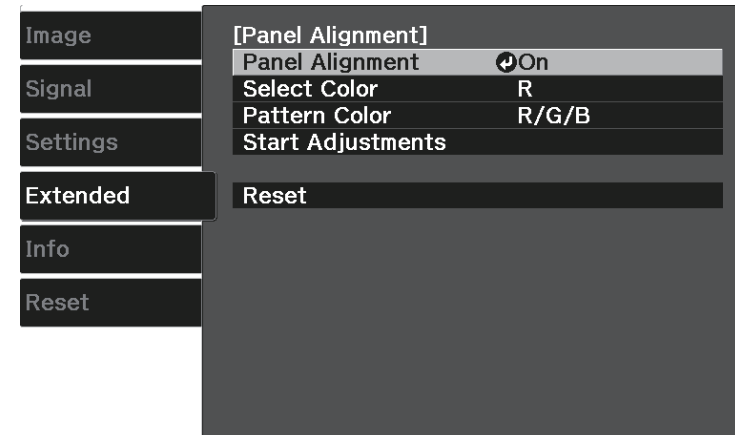 Image
Signal
Settings
Extended
Info
Reset
[Panel Alignment]
Panel Alignment On
Select Color R
Pattern Color R/G/B
Start Adjustments
Reset